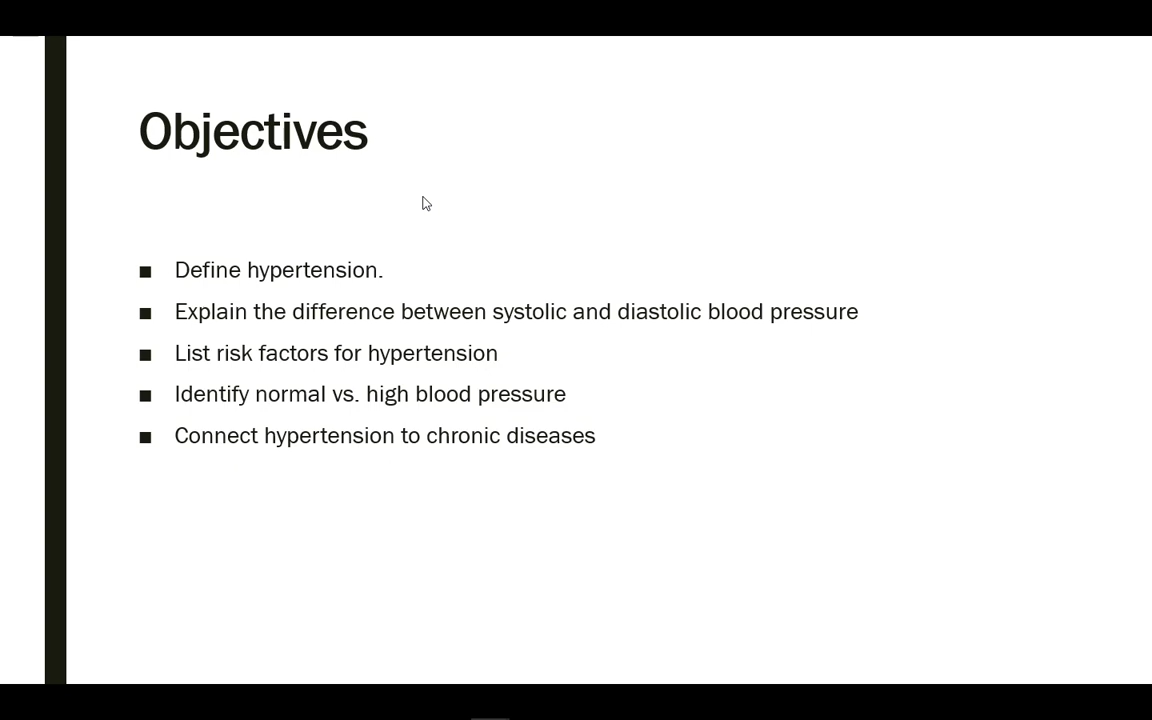 Objectives
■ Define hypertension.
■ Explain the difference between systolic and diastolic blood pressure
■ List risk factors for hypertension
■ Identify normal vs. high blood pressure
■ Connect hypertension to chronic diseases